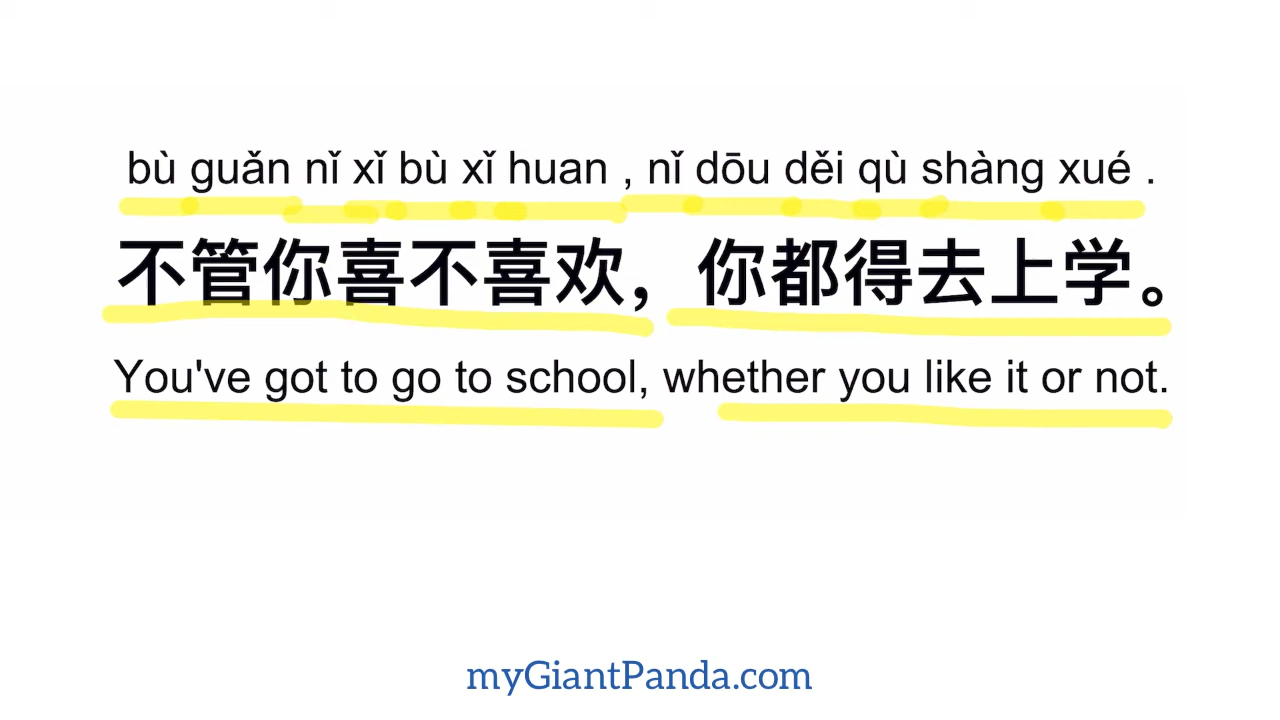 bù guǎn nǐ xǐ bù xǐ huan , nǐ dōu děi qù shàng xué .
不管你喜不喜欢，你都得去上学。
You've got to go to school, whether you like it or not.
myGiantPanda.com